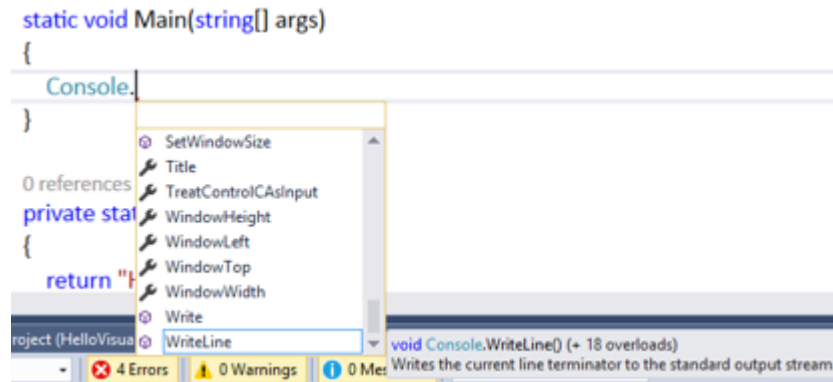 static void Main(string[] args)
{
Console.
}
SetWindowSize
Title
TreatControlCAsInput
WindowHeight
WindowLeft
WindowTop
WindowWidth
Write
WriteLine
0 references
private stat
{
return "H
roject (HelloVisua
void Console.WriteLine() (+ 18 overloads)
Writes the current line terminator to the standard output stream
4 Errors
0 Warnings
0 Mes